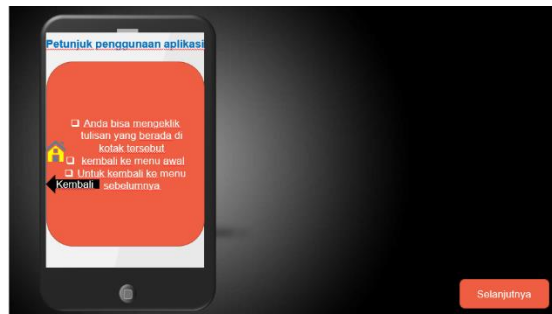 Petunjuk penggunaan aplikasi
Anda bisa mengeklik
tulisan yang berada di
kotak tersebut
kembali ke menu awal
Untuk kembali ke menu
Kembali sebelumnya
Selanjutnya